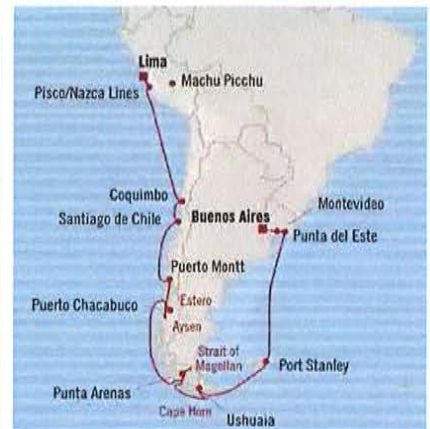 Lima
Machu Picchu
Pisco/Nazca Lines
Coquimbo
Montevideo
Santiago de Chile
Buenos Aires
Punta del Este
Puerto Montt
Puerto Chacabuco
Estero
Aysen
Strait of
Magellan
Port Stanley
Punta Arenas
Cape Horn
Ushuaia